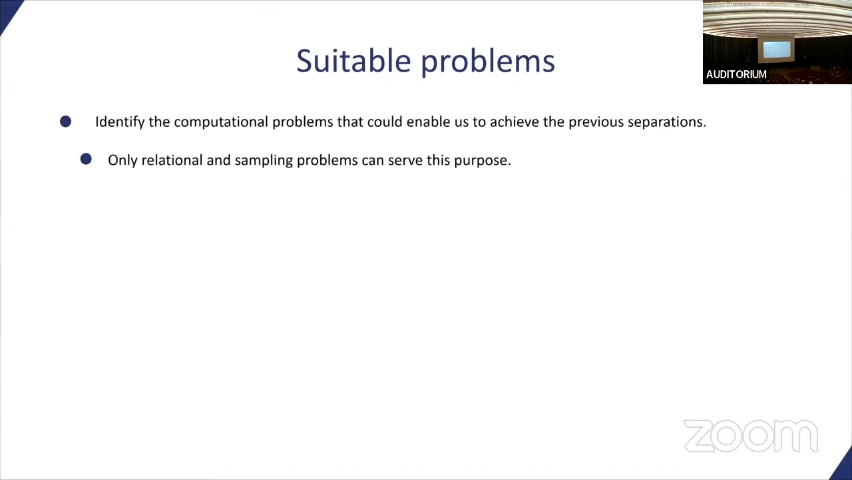 Suitable problems
AUDITORIUM
Identify the computational problems that could enable us to achieve the previous separations.
Only relational and sampling problems can serve this purpose.
zoom